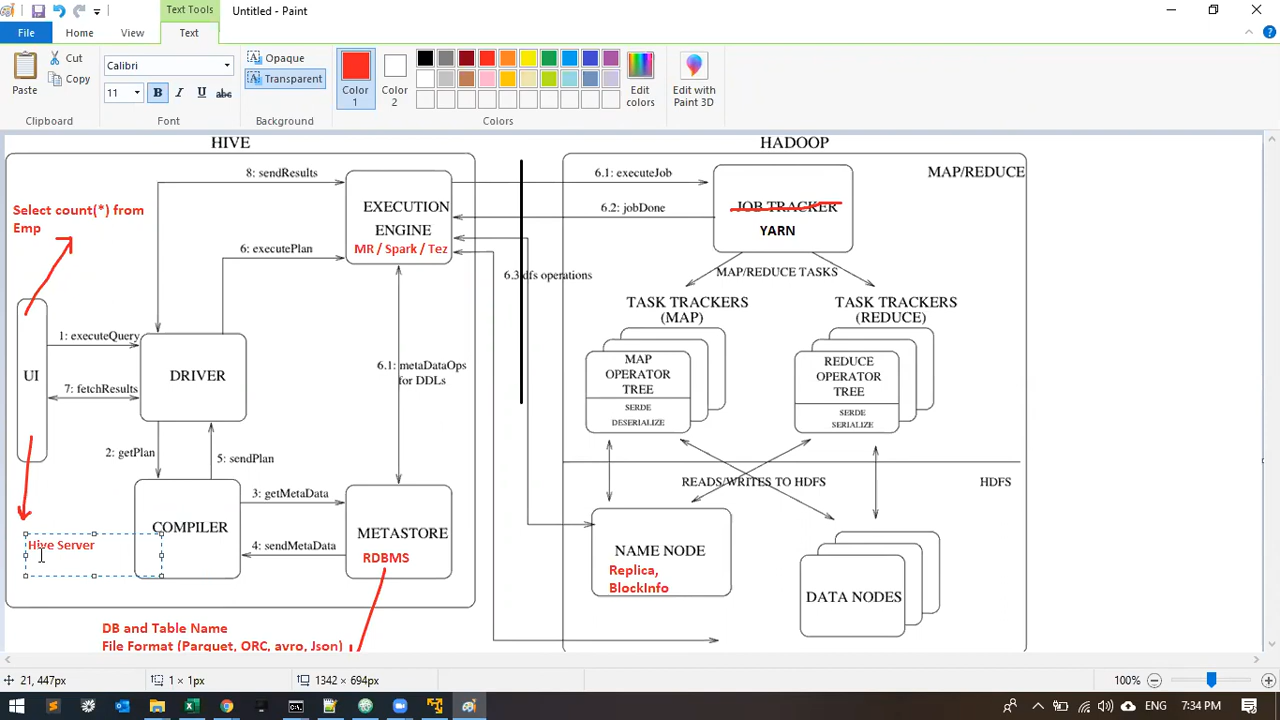 Text Tools
Untitled - Paint
File
Home
View
Text
Paste
Cut
Copy
Clipboard
Calibri
11
B
I
U
abc
Font
Opaque
Transparent
Background
Color
1
Color
2
Edit
colors
Colors
Edit with
Paint 3D
HIVE
HADOOP
8: sendResults
6.1: executeJob
MAP/REDUCE
Select count(*) from
Emp
EXECUTION
ENGINE
MR / Spark / Tez
6.2: jobDone
JOB TRACKER
YARN
6: executePlan
6.3 dfs operations
MAP/REDUCE TASKS
TASK TRACKERS
(MAP)
TASK TRACKERS
(REDUCE)
1: executeQuery
UI
DRIVER
7: fetchResults
6.1: metaDataOps
for DDLs
MAP
OPERATOR
TREE
SERDE
DESERIALIZE
REDUCE
OPERATOR
TREE
SERDE
SERIALIZE
2: getPlan
5: sendPlan
READS/WRITES TO HDFS
HDFS
3: getMetaData
COMPILER
METASTORE
RDBMS
4: sendMetaData
Hive Server
NAME NODE
Replica,
BlockInfo
DATA NODES
DB and Table Name
File Format (Parquet, ORC, avro, Json)
21, 447px
1 × 1px
1342 × 694px
100%
ENG
7:34 PM